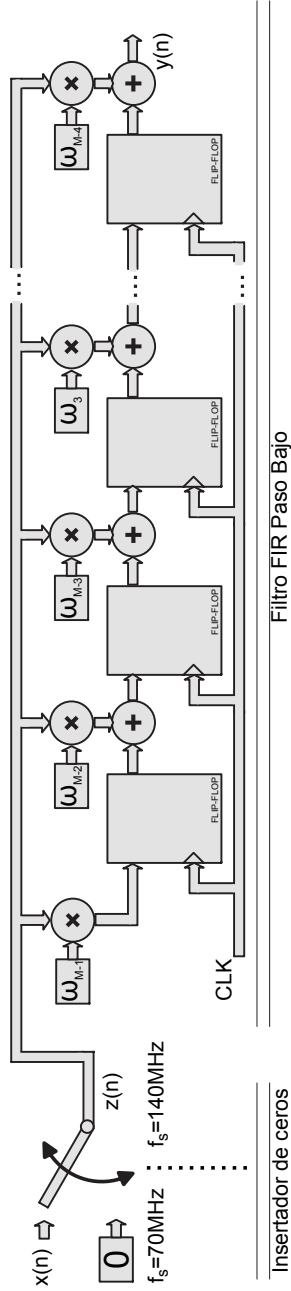 x(n)
0
f_s=70MHz
z(n)
f_s=140MHz
Insertador de ceros
ω_M-1
×
ω_M-2
×
ω_M-3
×
ω_3
×
ω_M-4
×
+
+
+
+
y(n)
FLIP-FLOP
FLIP-FLOP
FLIP-FLOP
FLIP-FLOP
CLK
Filtro FIR Paso Bajo